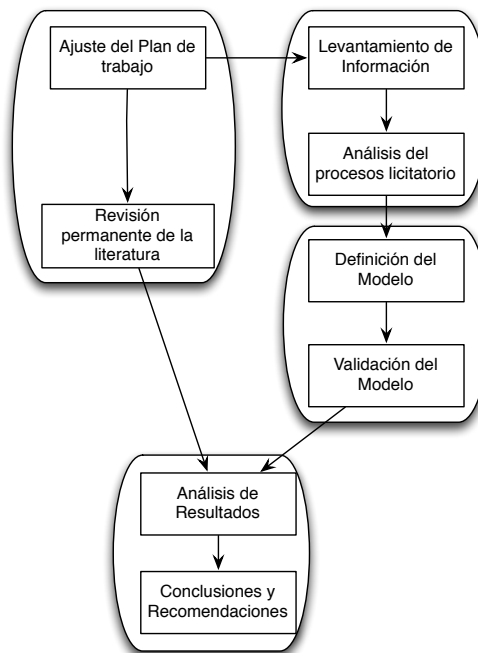 Ajuste del Plan de
trabajo
Levantamiento de
Información
Análisis del
procesos licitatorio
Revisión
permanente de la
literatura
Definición del
Modelo
Validación del
Modelo
Análisis de
Resultados
Conclusiones y
Recomendaciones